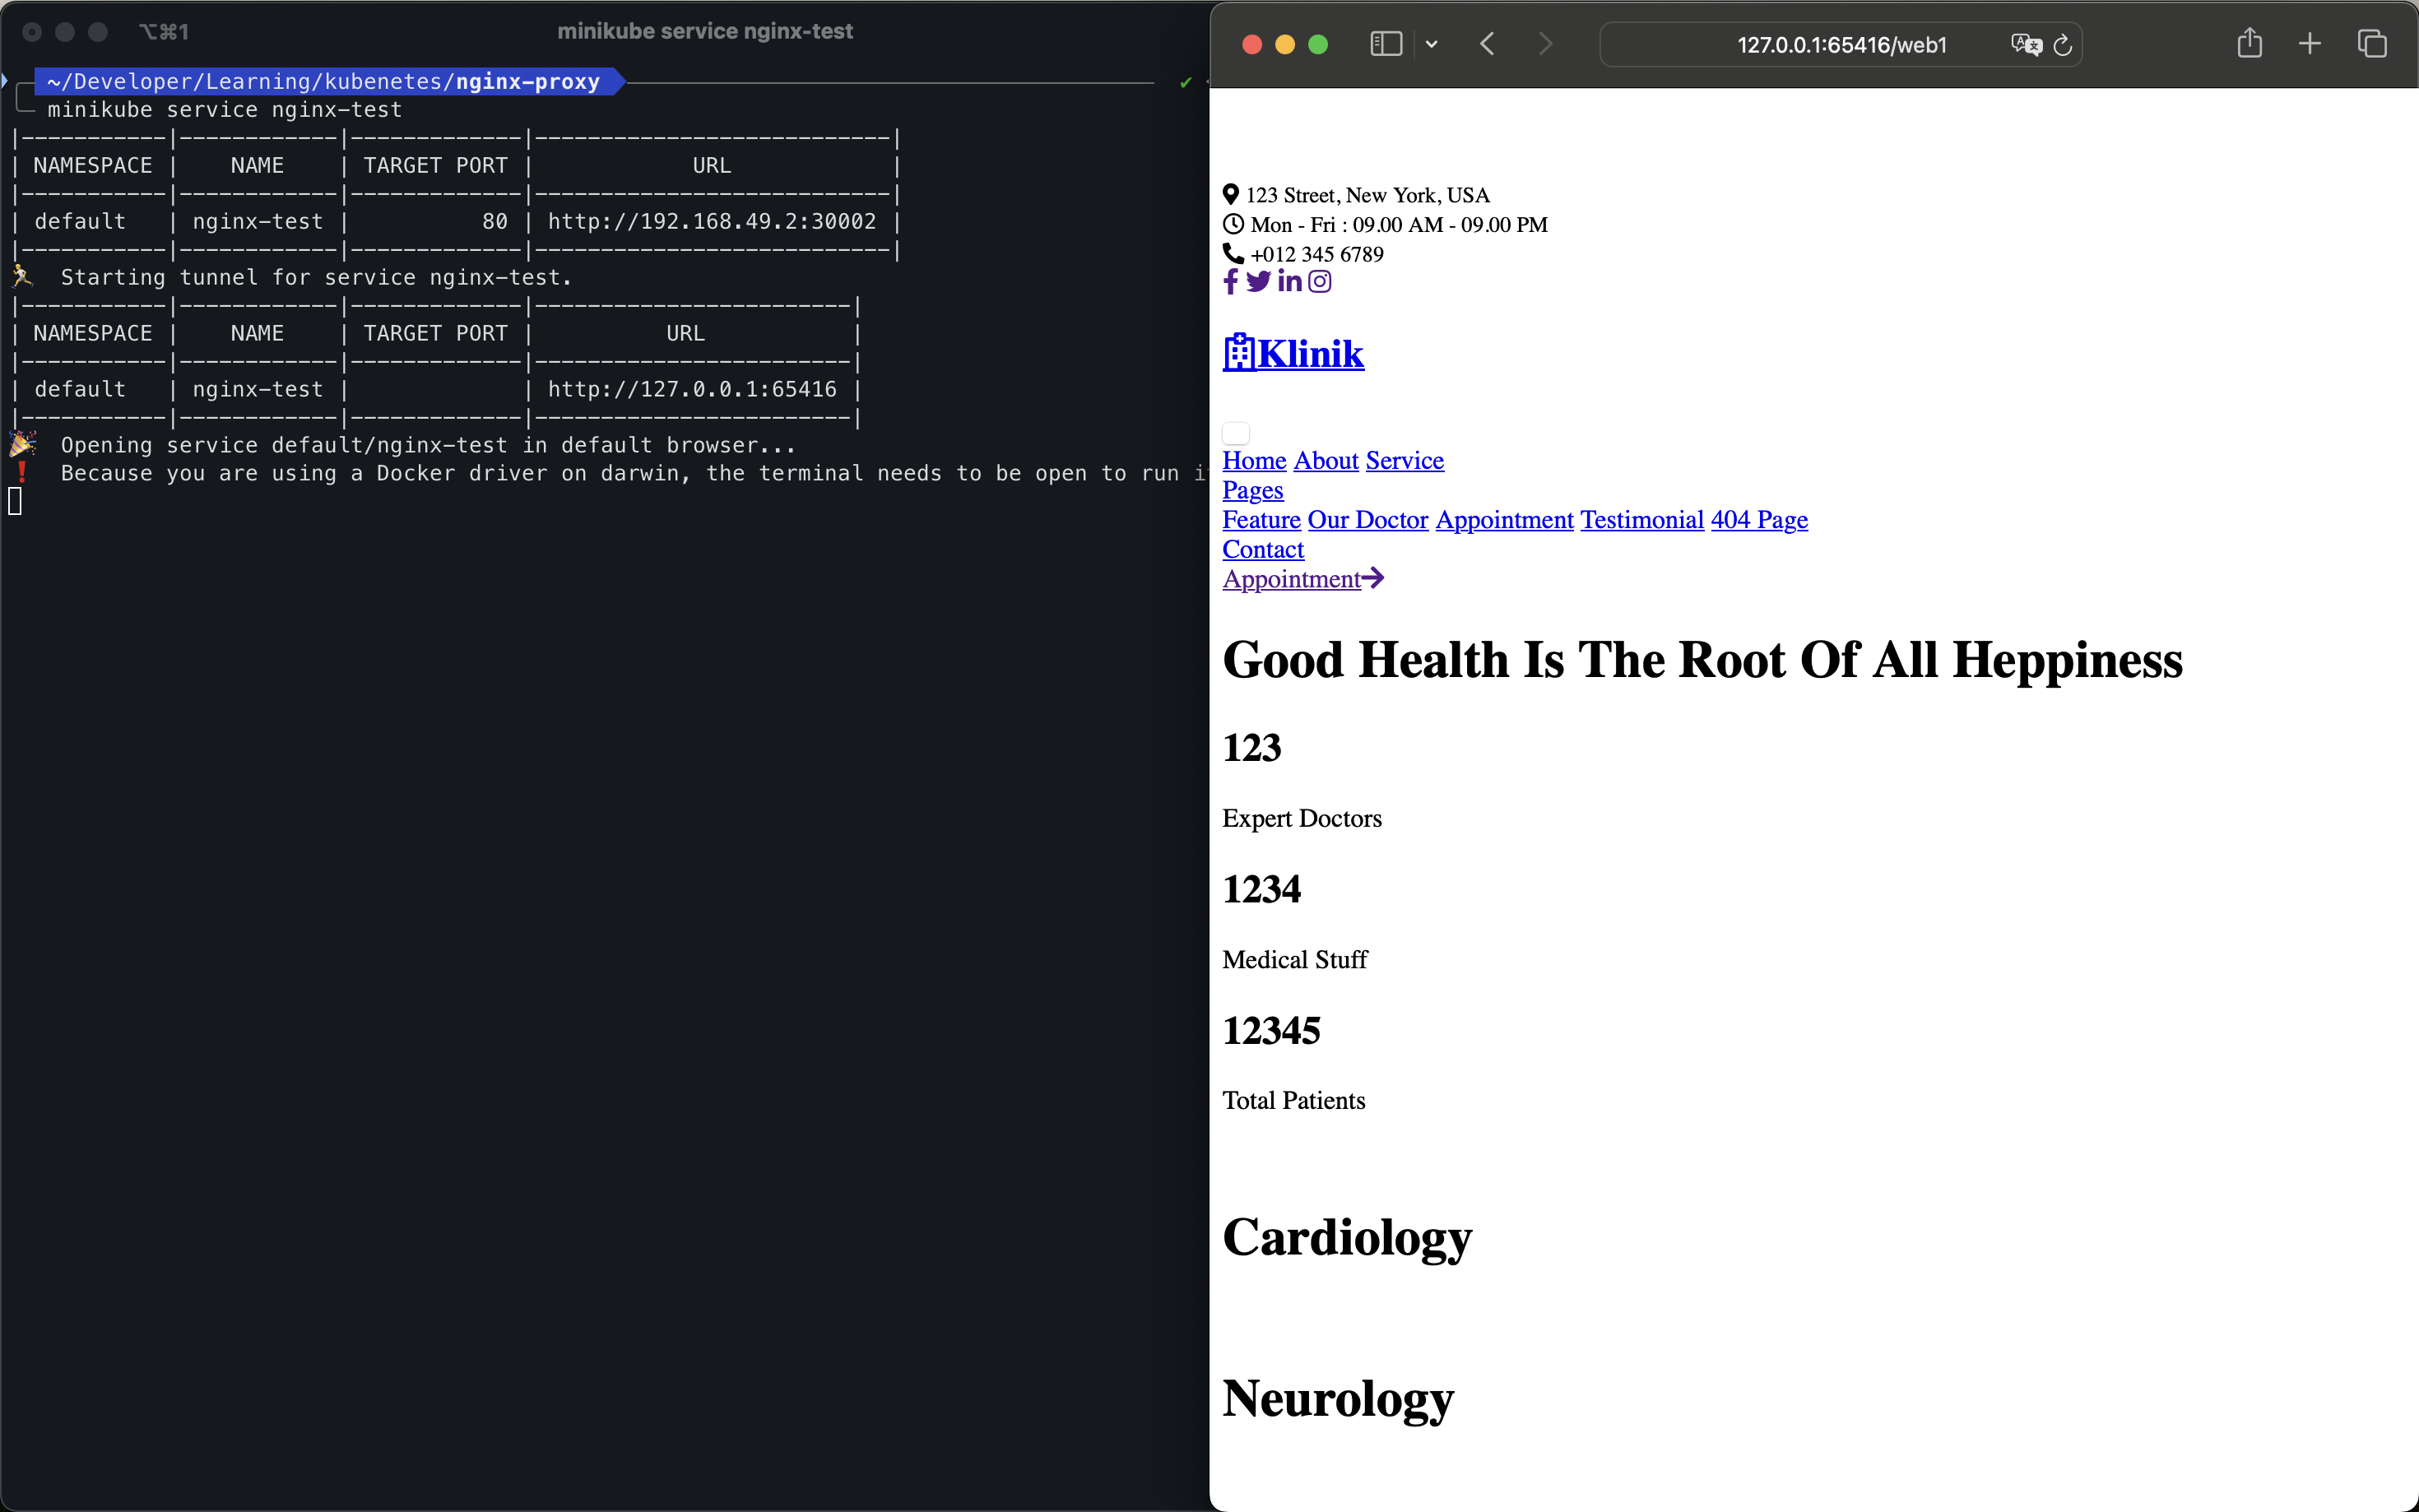 ⌥⌘1
minikube service nginx-test
~/Developer/Learning/kubenetes/nginx-proxy ✔
minikube service nginx-test
|-----------|------------|-------------|---------------------------|
| NAMESPACE | NAME | TARGET PORT | URL |
|-----------|------------|-------------|---------------------------|
| default | nginx-test | 80 | http://192.168.49.2:30002 |
|-----------|------------|-------------|---------------------------|
🏃 Starting tunnel for service nginx-test.
|-----------|------------|-------------|------------------------|
| NAMESPACE | NAME | TARGET PORT | URL |
|-----------|------------|-------------|------------------------|
| default | nginx-test | | http://127.0.0.1:65416 |
|-----------|------------|-------------|------------------------|
🎉 Opening service default/nginx-test in default browser...
❗ Because you are using a Docker driver on darwin, the terminal needs to be open to run
127.0.0.1:65416/web1
123 Street, New York, USA
Mon - Fri : 09.00 AM - 09.00 PM
+012 345 6789
Klinik
Home About Service
Pages
Feature Our Doctor Appointment Testimonial 404 Page
Contact
Appointment→
Good Health Is The Root Of All Heppiness
123
Expert Doctors
1234
Medical Stuff
12345
Total Patients
Cardiology
Neurology